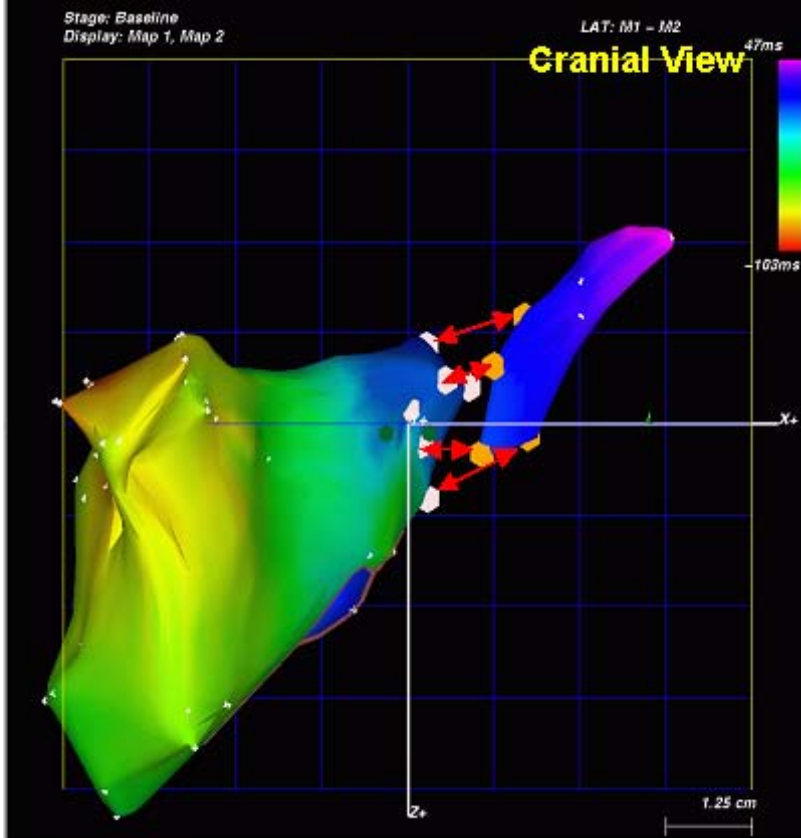 Stage: Baseline
Display: Map 1, Map 2
LAT: M1 - M2
47ms
Cranial View
-103ms
X+
1.25 cm
Z+